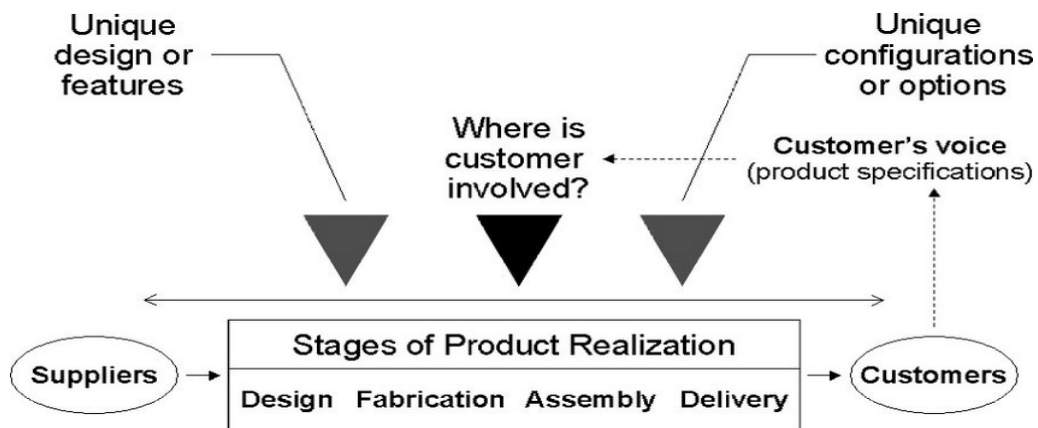 Unique
design or
features
Unique
configurations
or options
Where is
customer
involved?
Customer's voice
(product specifications)
Stages of Product Realization
Suppliers
Design Fabrication Assembly Delivery
Customers